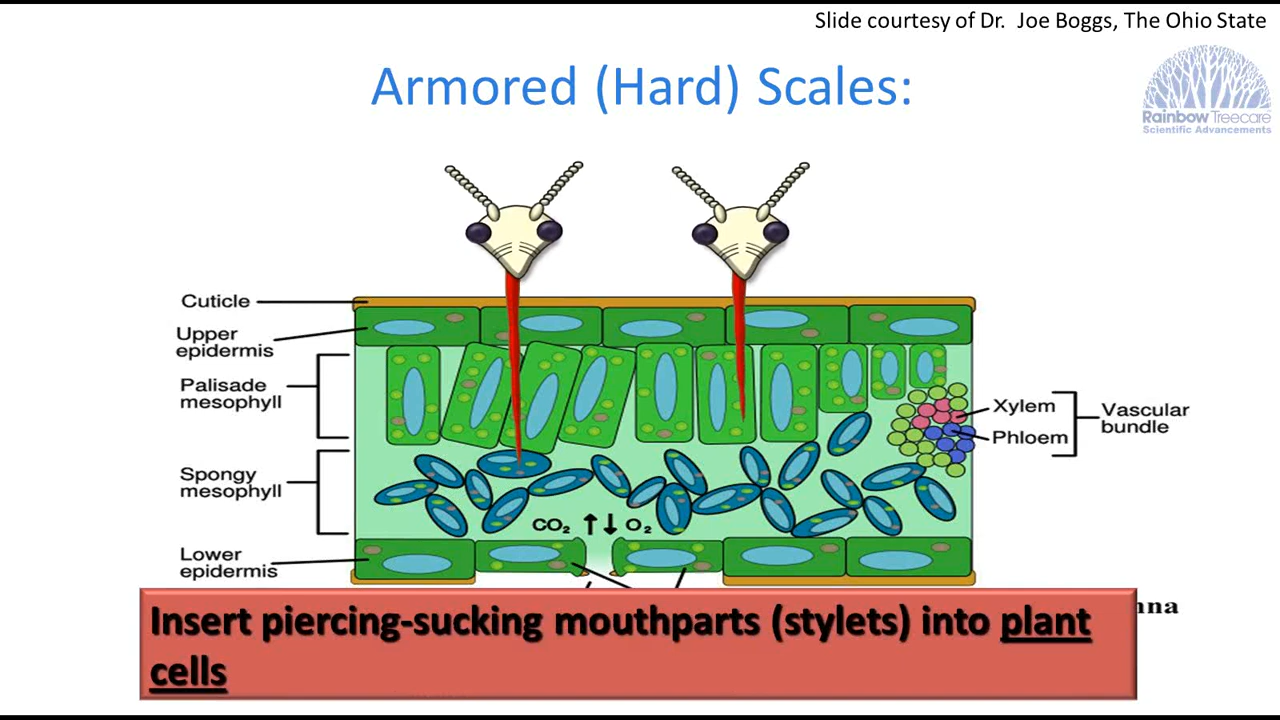 Slide courtesy of Dr.  Joe Boggs, The Ohio State
Armored (Hard) Scales:
Rainbow Treecare
Scientific Advancements
Cuticle
Upper
epidermis
Palisade
mesophyll
Xylem
Phloem
Vascular
bundle
Spongy
mesophyll
CO₂
O₂
Lower
epidermis
Insert piercing-sucking mouthparts (stylets) into plant
cells